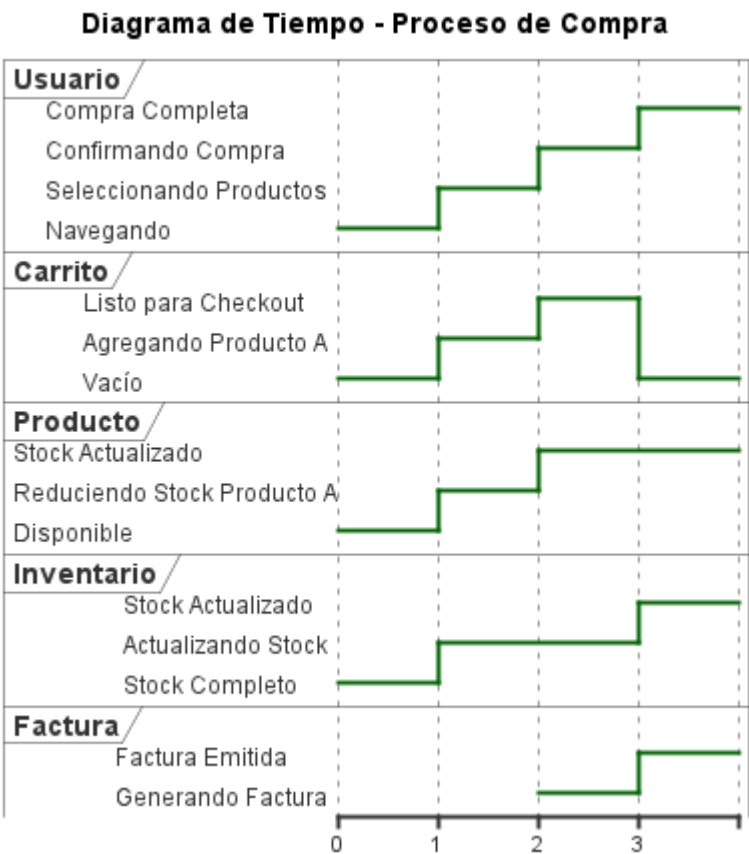 Diagrama de Tiempo - Proceso de Compra
Usuario
Compra Completa
Confirmando Compra
Seleccionando Productos
Navegando
Carrito
Listo para Checkout
Agregando Producto A
Vacío
Producto
Stock Actualizado
Reduciendo Stock Producto A
Disponible
Inventario
Stock Actualizado
Actualizando Stock
Stock Completo
Factura
Factura Emitida
Generando Factura
0 1 2 3